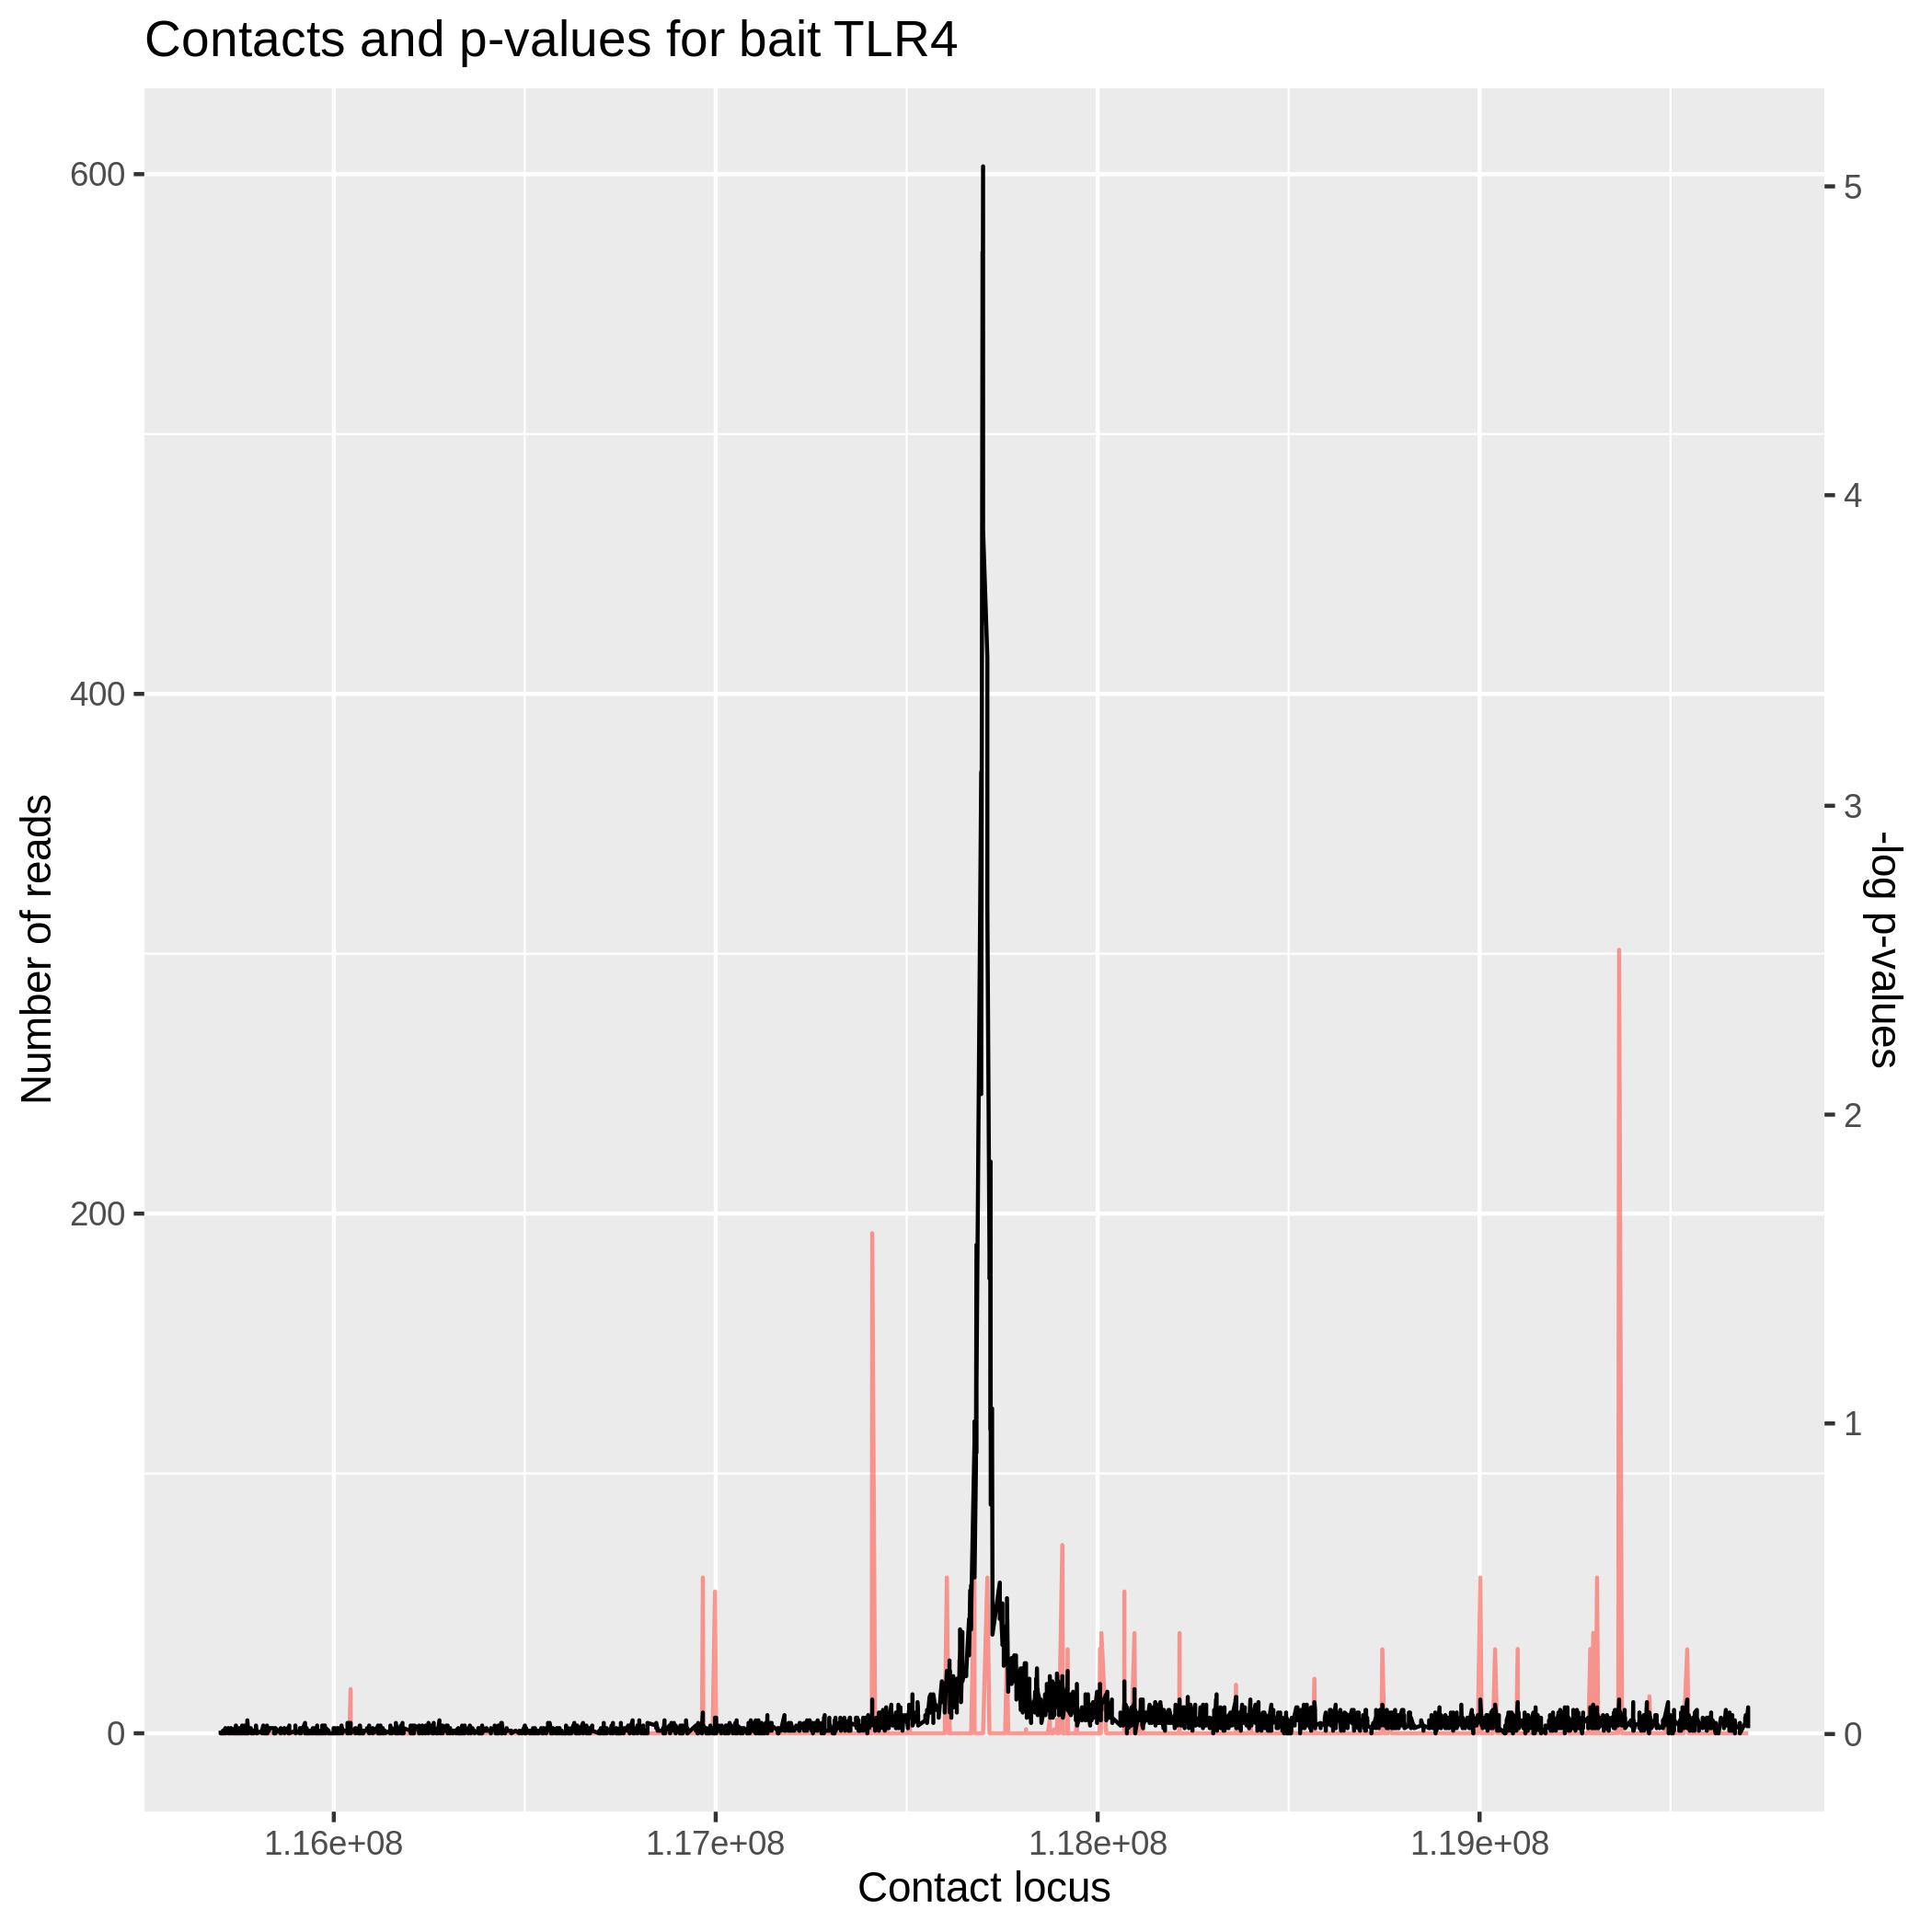 Contacts and p-values for bait TLR4
Number of reads
600
400
200
0
5
4
3
2
1
0
-log p-values
1.16e+08 1.17e+08 1.18e+08 1.19e+08
Contact locus